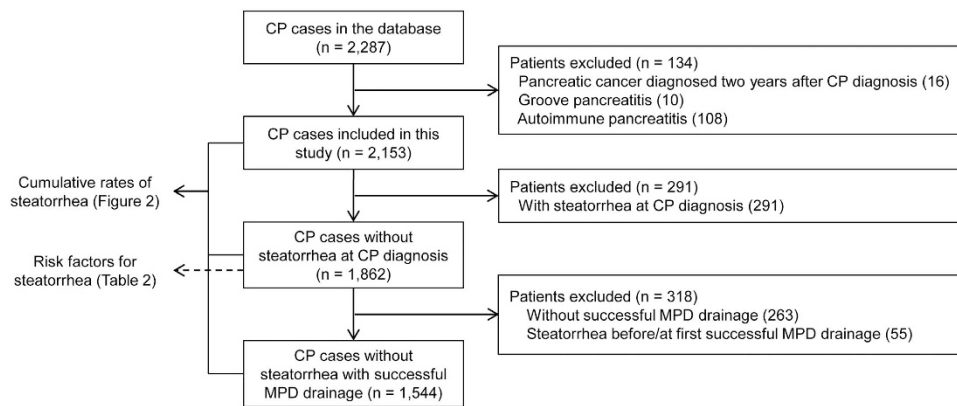 CP cases in the database
(n = 2,287)
Patients excluded (n = 134)
Pancreatic cancer diagnosed two years after CP diagnosis (16)
Groove pancreatitis (10)
Autoimmune pancreatitis (108)
CP cases included in this
study (n = 2,153)
Cumulative rates of
steatorrhea (Figure 2)
Patients excluded (n = 291)
With steatorrhea at CP diagnosis (291)
CP cases without
steatorrhea at CP diagnosis
(n = 1,862)
Risk factors for
steatorrhea (Table 2)
Patients excluded (n = 318)
Without successful MPD drainage (263)
Steatorrhea before/at first successful MPD drainage (55)
CP cases without
steatorrhea with successful
MPD drainage (n = 1,544)